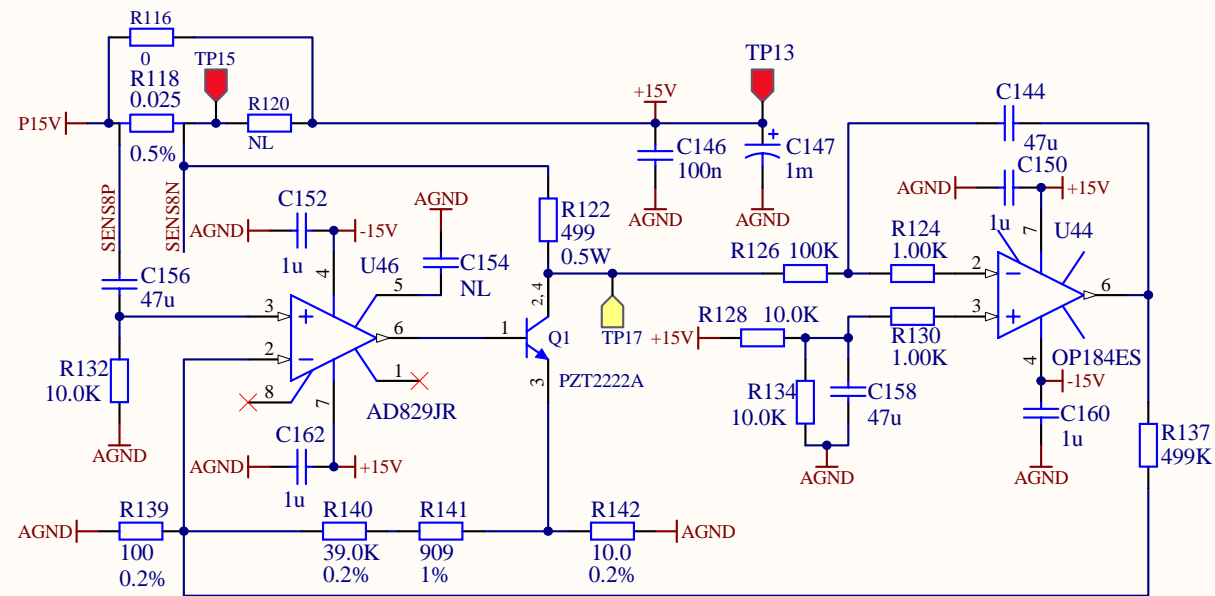 R116
0
TP15
R118
0.025
0.5%
R120
NL
P15V
TP13
+15V
C146
100n
C147
1m
AGND
AGND
C144
47u
C150
1u
AGND
+15V
7
U44
SENS8P
SENS8N
AGND
C152
1u
-15V
4
U46
5
AGND
C154
NL
R122
499
0.5W
2, 4
C156
47u
3
2
6
1
Q1
PZT2222A
3
TP17
R126 100K
R124
1.00K
2
3
6
R128 10.0K
+15V
R130
1.00K
4
OP184ES
-15V
R132
10.0K
AGND
8
7
1
AD829JR
R134
10.0K
C158
47u
AGND
C160
1u
AGND
R137
499K
AGND
C162
1u
+15V
AGND
R139
100
0.2%
R140
39.0K
0.2%
R141
909
1%
R142
10.0
0.2%
AGND